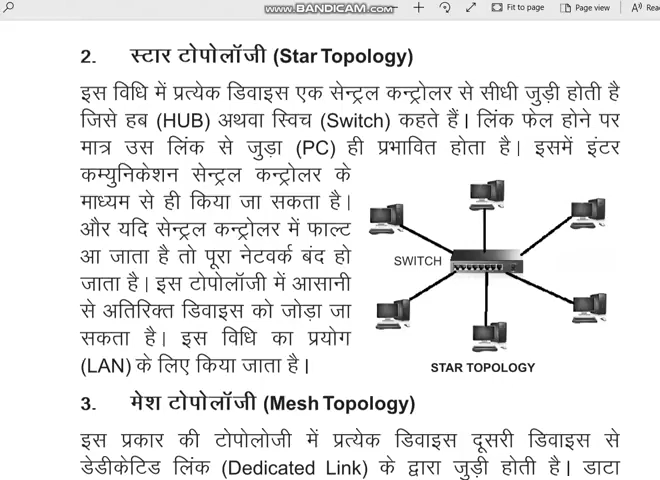 WWW.BANDICAM.COM
Fit to page
Page view
A Rea
2. स्टार टोपोलॉजी (Star Topology)
इस विधि में प्रत्येक डिवाइस एक सेन्ट्रल कन्ट्रोलर से सीधी जुड़ी होती है
जिसे हब (HUB) अथवा स्विच (Switch) कहते हैं। लिंक फेल होने पर
मात्र उस लिंक से जुड़ा (PC) ही प्रभावित होता है। इसमें इंटर
कम्युनिकेशन सेन्ट्रल कन्ट्रोलर के
माध्यम से ही किया जा सकता है।
और यदि सेन्ट्रल कन्ट्रोलर में फाल्ट
आ जाता है तो पूरा नेटवर्क बंद हो
जाता है। इस टोपोलॉजी में आसानी
से अतिरिक्त डिवाइस को जोड़ा जा
सकता है। इस विधि का प्रयोग
(LAN) के लिए किया जाता है।
SWITCH
STAR TOPOLOGY
3. मेश टोपोलॉजी (Mesh Topology)
इस प्रकार की टोपोलोजी में प्रत्येक डिवाइस दूसरी डिवाइस से
डेडीकेटिड लिंक (Dedicated Link) के द्वारा जुड़ी होती है। डाटा